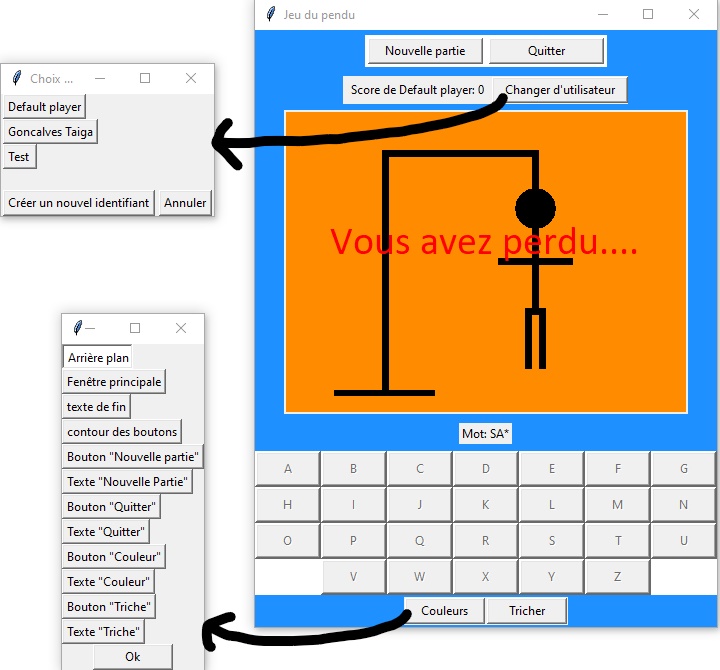 Jeu du pendu
Nouvelle partie Quitter
Score de Default player: 0 Changer d'utilisateur
Vous avez perdu....
Mot: SA*
A B C D E F G
H I J K L M N
O P Q R S T U
V W X Y Z
Couleurs Tricher
Choix ...
Default player
Goncalves Taiga
Test
Créer un nouvel identifiant Annuler
Arrière plan
Fenêtre principale
texte de fin
contour des boutons
Bouton "Nouvelle partie"
Texte "Nouvelle Partie"
Bouton "Quitter"
Texte "Quitter"
Bouton "Couleur"
Texte "Couleur"
Bouton "Triche"
Texte "Triche"
Ok